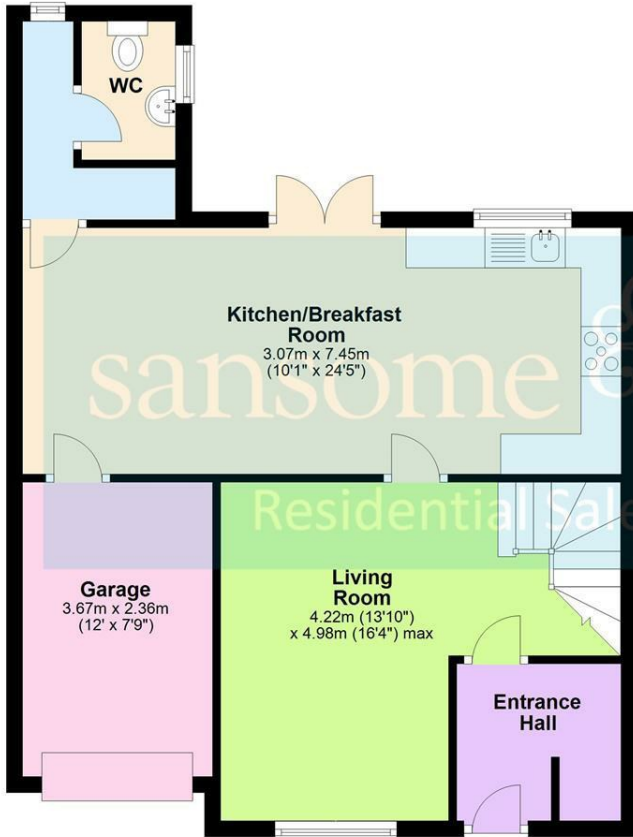 WC
Kitchen/Breakfast
Room
3.07m x 7.45m
(10'1" x 24'5")
sansome &
Residential Sale
Garage
3.67m x 2.36m
(12' x 7'9")
Living
Room
4.22m (13'10")
x 4.98m (16'4") max
Entrance
Hall